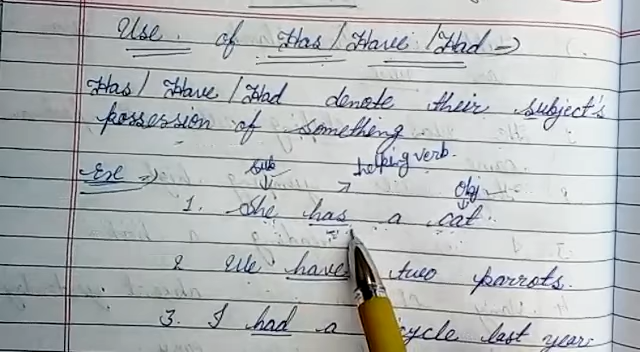 Use of Has / Have / Had ⇒
Has / Have / Had denote their subject's
possession of something
Ex ⇒ sub helping verb. obj
1. She has a cat.
2 We have two parrots.
3. I had a cycle last year